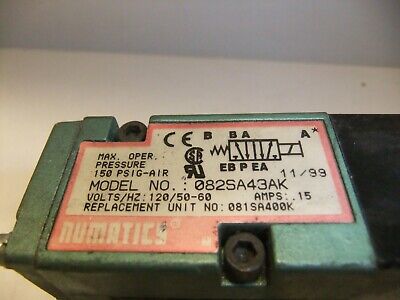 CE B BA A*
MAX. OPER.
PRESSURE
150 PSIG-AIR
SA
EB P EA 11/99
MODEL NO.: 082SA43AK
VOLTS/HZ: 120/50-60 AMPS: .15
REPLACEMENT UNIT NO: 081SA400K
NUMATICS®